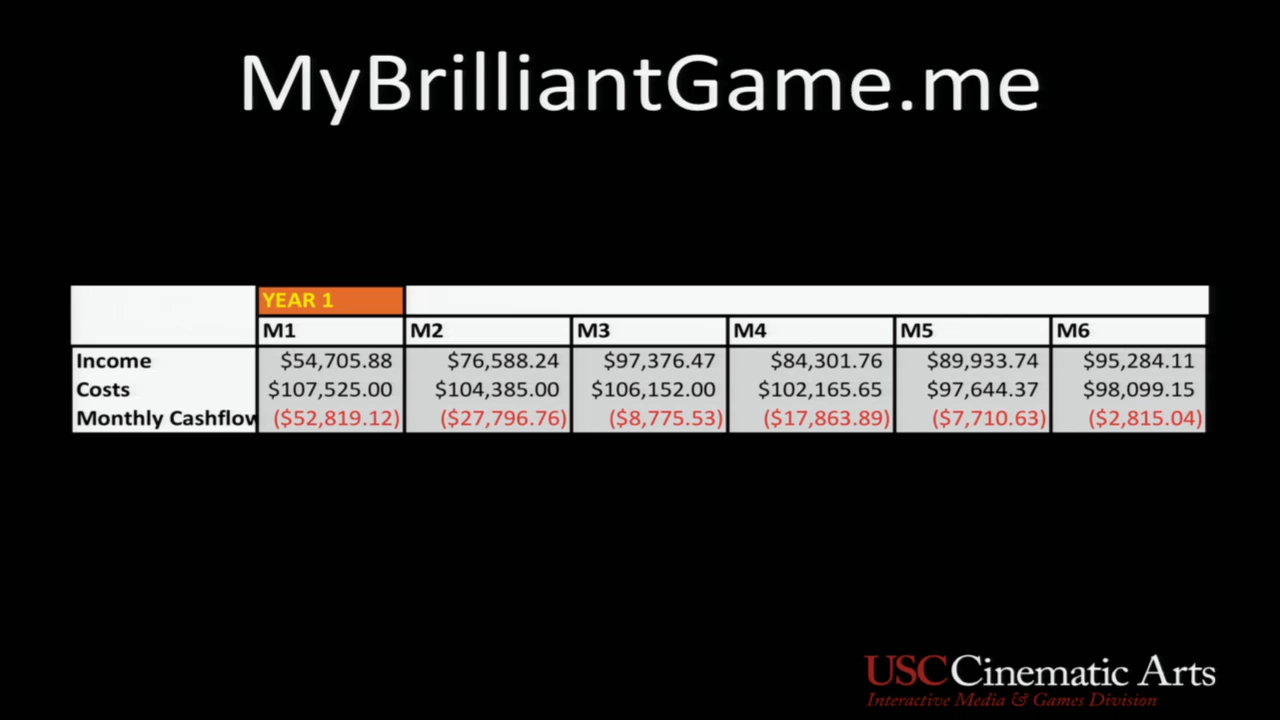 MyBrilliantGame.me
YEAR 1
M1 M2 M3 M4 M5 M6
Income $54,705.88 $76,588.24 $97,376.47 $84,301.76 $89,933.74 $95,284.11
Costs $107,525.00 $104,385.00 $106,152.00 $102,165.65 $97,644.37 $98,099.15
Monthly Cashflow ($52,819.12) ($27,796.76) ($8,775.53) ($17,863.89) ($7,710.63) ($2,815.04)
USC Cinematic Arts
Interactive Media & Games Division